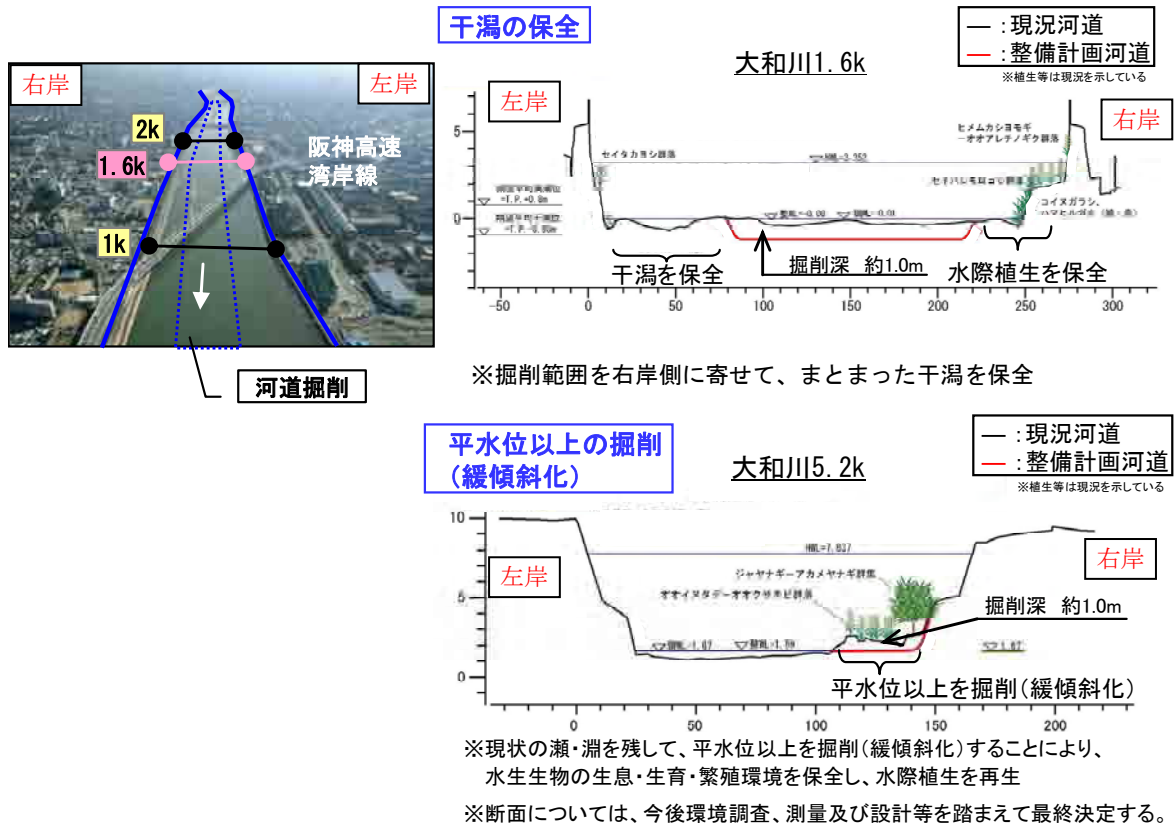 干潟の保全
━ :現況河道
━ :整備計画河道
※植生等は現況を示している
大和川1.6k
右岸
左岸
2k
1.6k
1k
阪神高速
湾岸線
河道掘削
左岸
右岸
ヒメムカシヨモギ
－オオアレチノギク群落
セイタカヨシ群落
コイヌガラシ、
5
0
掘削深 約1.0m
干潟を保全
水際植生を保全
-50 0 50 100 150 200 250 300
※掘削範囲を右岸側に寄せて、まとまった干潟を保全
平水位以上の掘削
(緩傾斜化)
━ :現況河道
━ :整備計画河道
※植生等は現況を示している
大和川5.2k
10
5
0
左岸
右岸
HWL=7.837
ジャヤナギーアカメヤナギ群集
掘削深 約1.0m
平水位以上を掘削(緩傾斜化)
0 50 100 150 200
※現状の瀬・淵を残して、平水位以上を掘削(緩傾斜化)することにより、
水生生物の生息・生育・繁殖環境を保全し、水際植生を再生
※断面については、今後環境調査、測量及び設計等を踏まえて最終決定する。